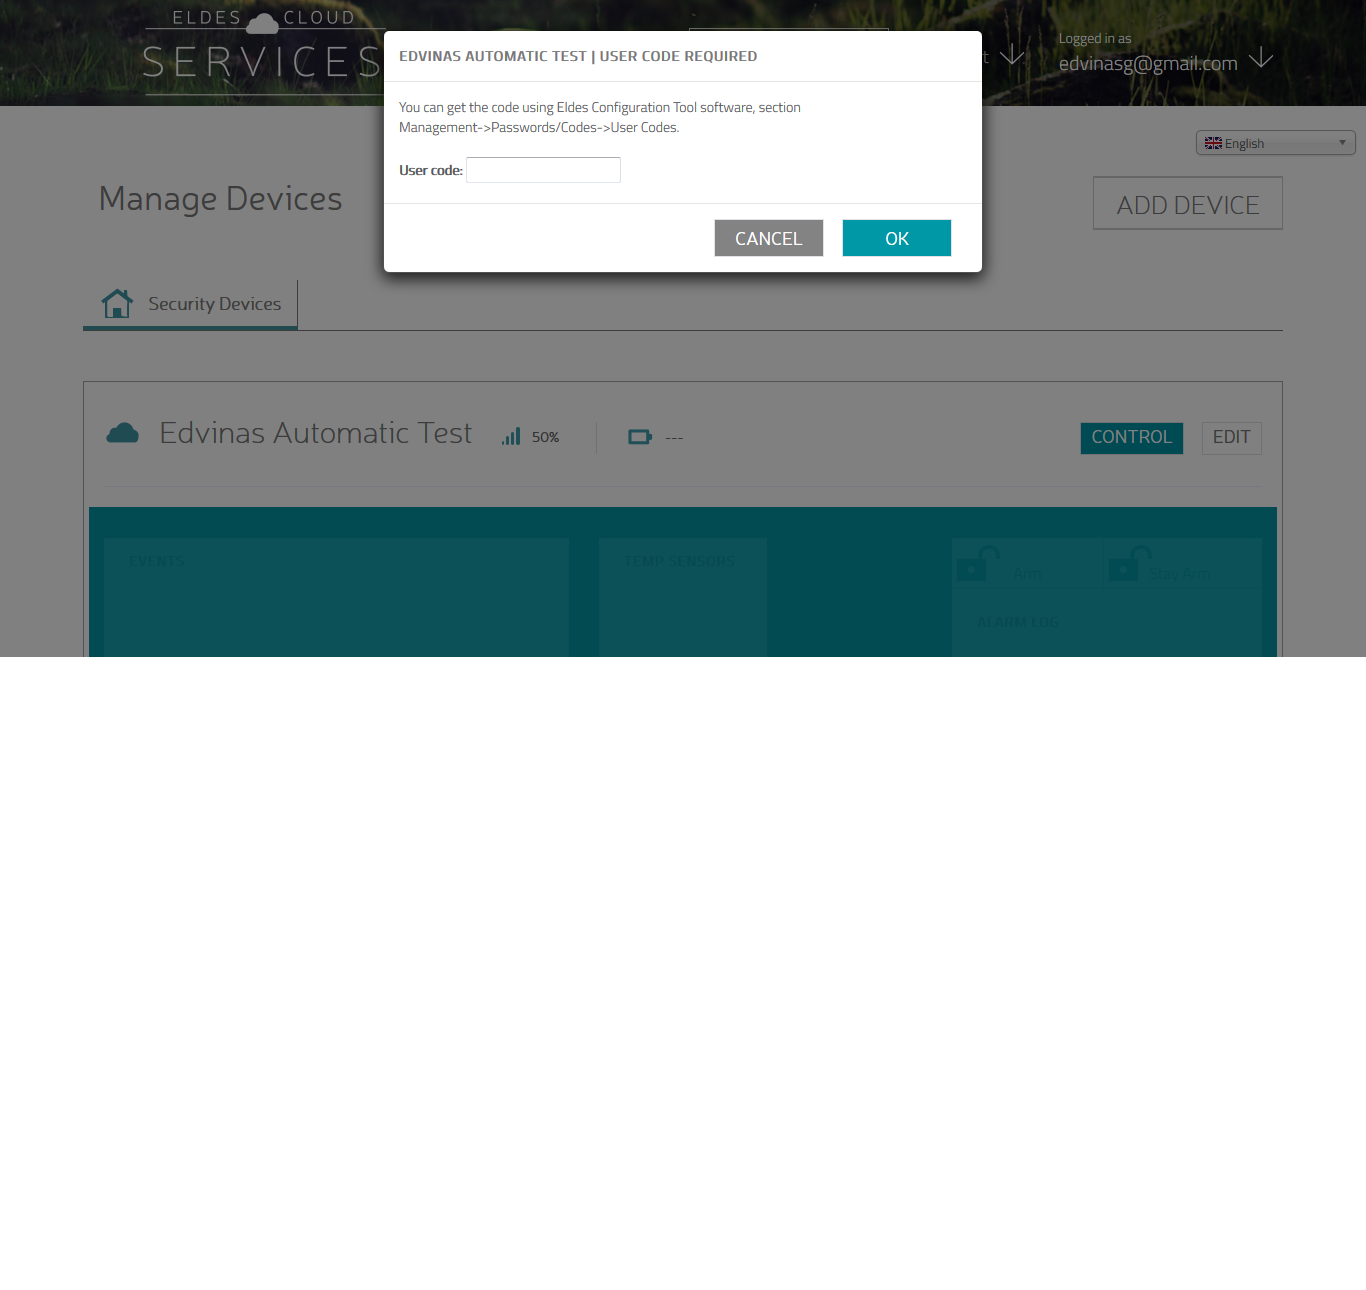 ELDES CLOUD
SERVICES
Logged in as
edvinasg@gmail.com
EDVINAS AUTOMATIC TEST | USER CODE REQUIRED
You can get the code using Eldes Configuration Tool software, section
Management->Passwords/Codes->User Codes.
User code:
CANCEL
OK
English
Manage Devices
ADD DEVICE
Security Devices
Edvinas Automatic Test
50%
---
CONTROL
EDIT
EVENTS
TEMP SENSORS
Arm
Stay Arm
ALARM LOG